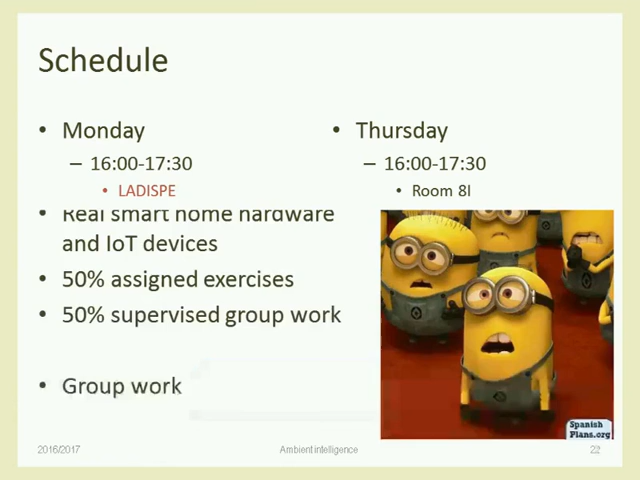 Schedule
• Monday
– 16:00-17:30
• LADISPE
• Thursday
– 16:00-17:30
• Room 8I
• Real smart home hardware
and IoT devices
• 50% assigned exercises
• 50% supervised group work
• Group work
Spanish
Plans.org
2016/2017
Ambient intelligence